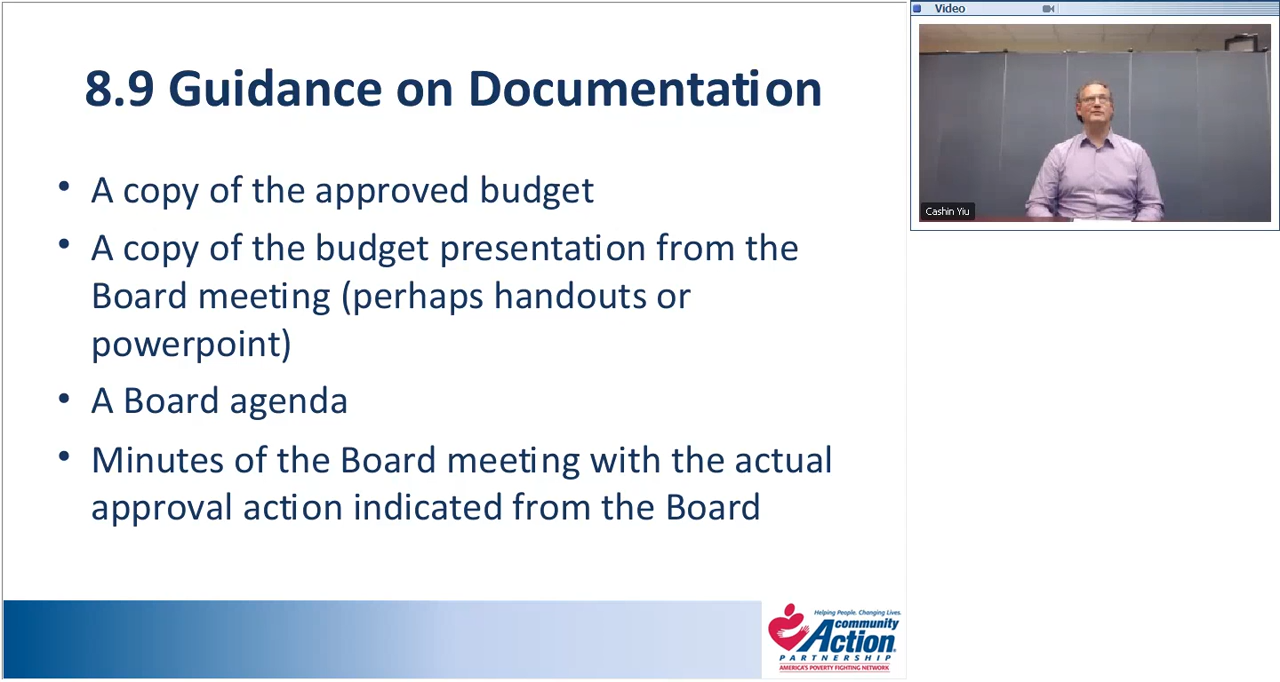 8.9 Guidance on Documentation
• A copy of the approved budget
• A copy of the budget presentation from the
Board meeting (perhaps handouts or
powerpoint)
• A Board agenda
• Minutes of the Board meeting with the actual
approval action indicated from the Board
Helping People. Changing Lives.
community
Action
PARTNERSHIP
AMERICA'S POVERTY FIGHTING NETWORK
Video
Cashin Yiu